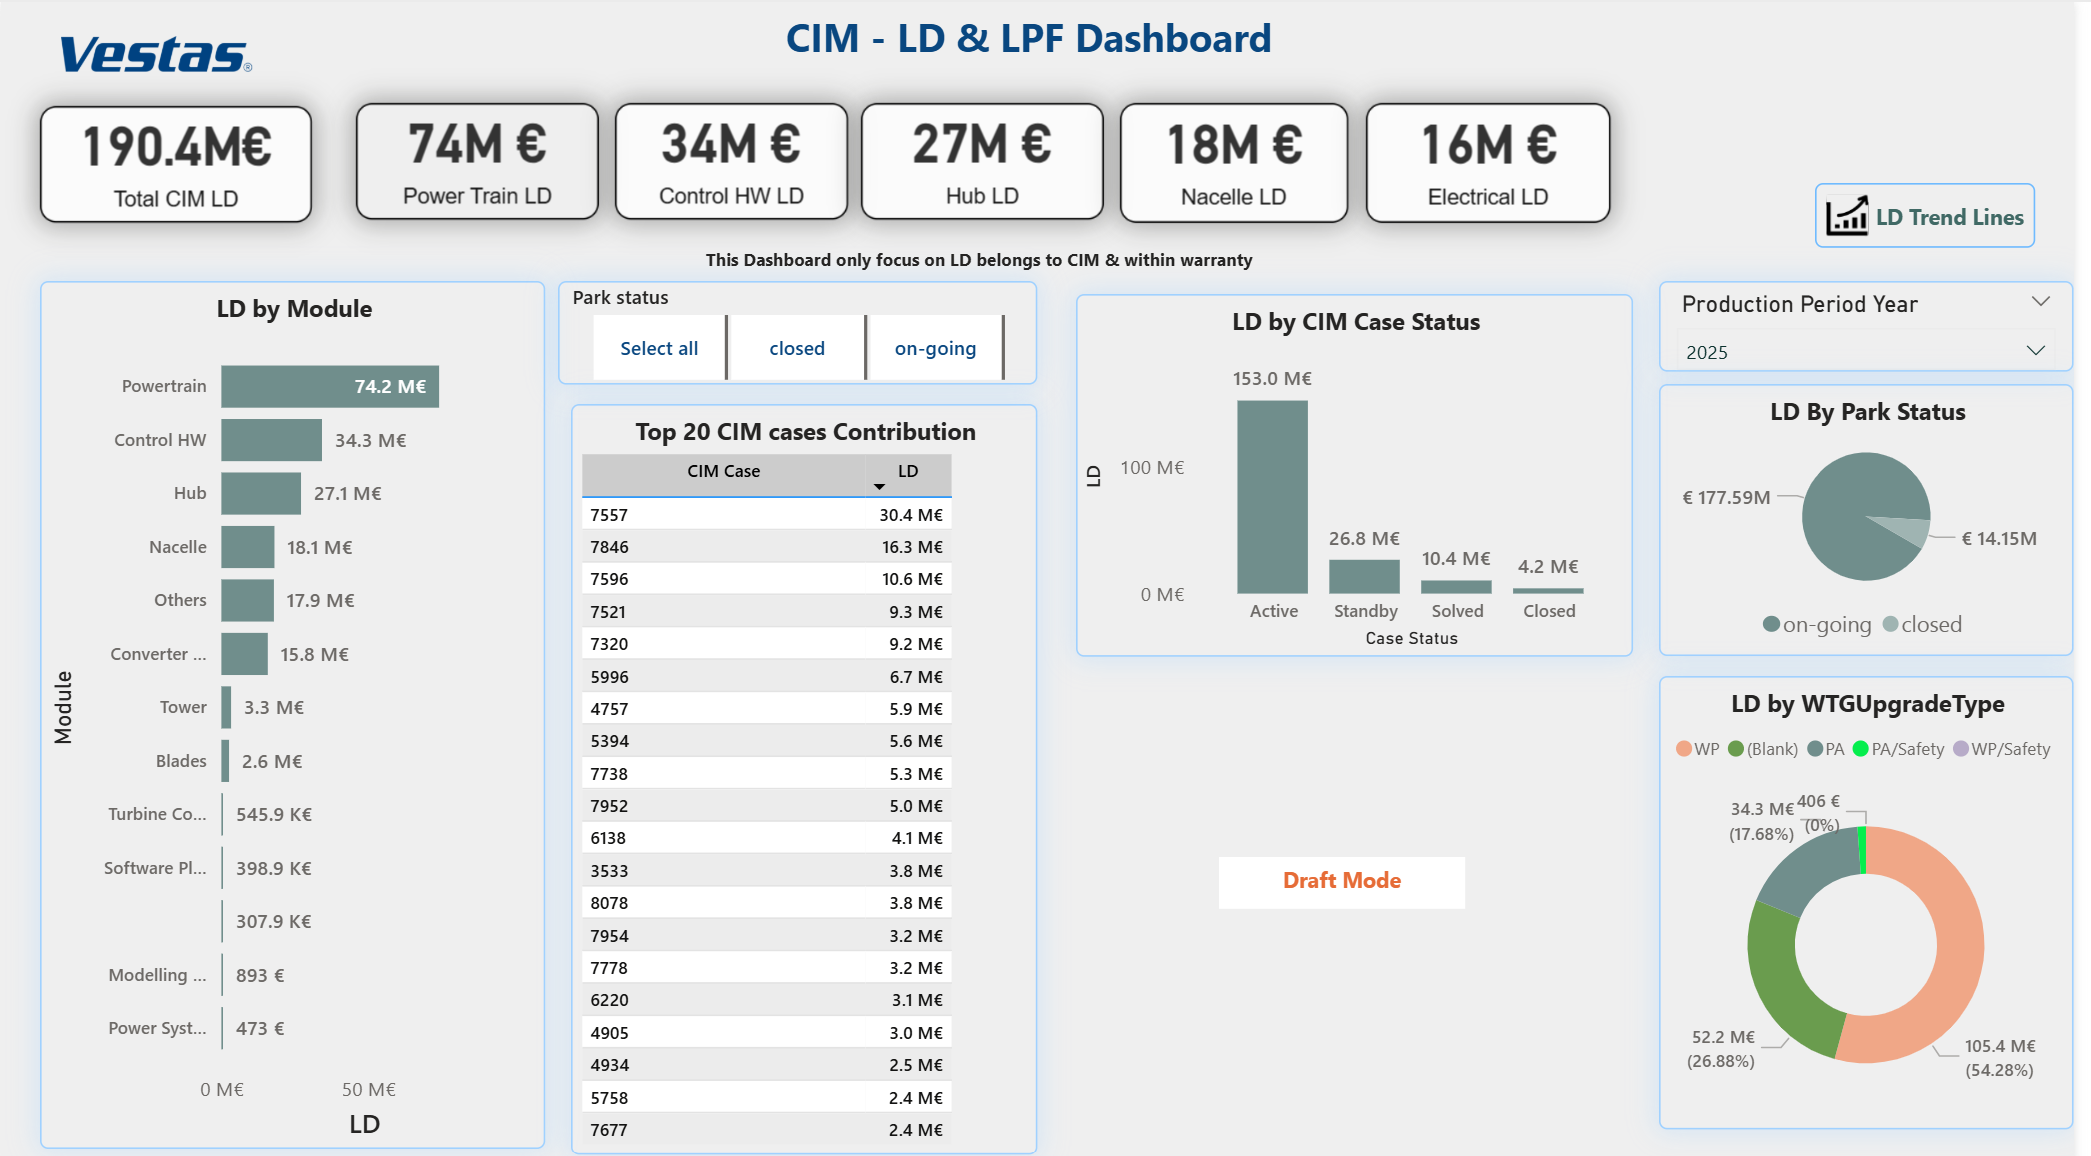 CIM - LD & LPF Dashboard
Vestas®
190.4M€
Total CIM LD
74M €
Power Train LD
34M €
Control HW LD
27M €
Hub LD
18M €
Nacelle LD
16M €
Electrical LD
LD Trend Lines
This Dashboard only focus on LD belongs to CIM & within warranty
LD by Module
Module
Powertrain 74.2 M€
Control HW 34.3 M€
Hub 27.1 M€
Nacelle 18.1 M€
Others 17.9 M€
Converter ... 15.8 M€
Tower 3.3 M€
Blades 2.6 M€
Turbine Co... 545.9 K€
Software Pl... 398.9 K€
307.9 K€
Modelling ... 893 €
Power Syst... 473 €
0 M€ 50 M€
LD
Park status
Select all closed on-going
Top 20 CIM cases Contribution
CIM Case LD
7557 30.4 M€
7846 16.3 M€
7596 10.6 M€
7521 9.3 M€
7320 9.2 M€
5996 6.7 M€
4757 5.9 M€
5394 5.6 M€
7738 5.3 M€
7952 5.0 M€
6138 4.1 M€
3533 3.8 M€
8078 3.8 M€
7954 3.2 M€
7778 3.2 M€
6220 3.1 M€
4905 3.0 M€
4934 2.5 M€
5758 2.4 M€
7677 2.4 M€
LD by CIM Case Status
LD
100 M€
0 M€
153.0 M€
26.8 M€
10.4 M€
4.2 M€
Active Standby Solved Closed
Case Status
Draft Mode
Production Period Year
2025
LD By Park Status
€ 177.59M
€ 14.15M
on-going closed
LD by WTGUpgradeType
WP (Blank) PA PA/Safety WP/Safety
34.3 M€
(17.68%)
406 €
(0%)
52.2 M€
(26.88%)
105.4 M€
(54.28%)